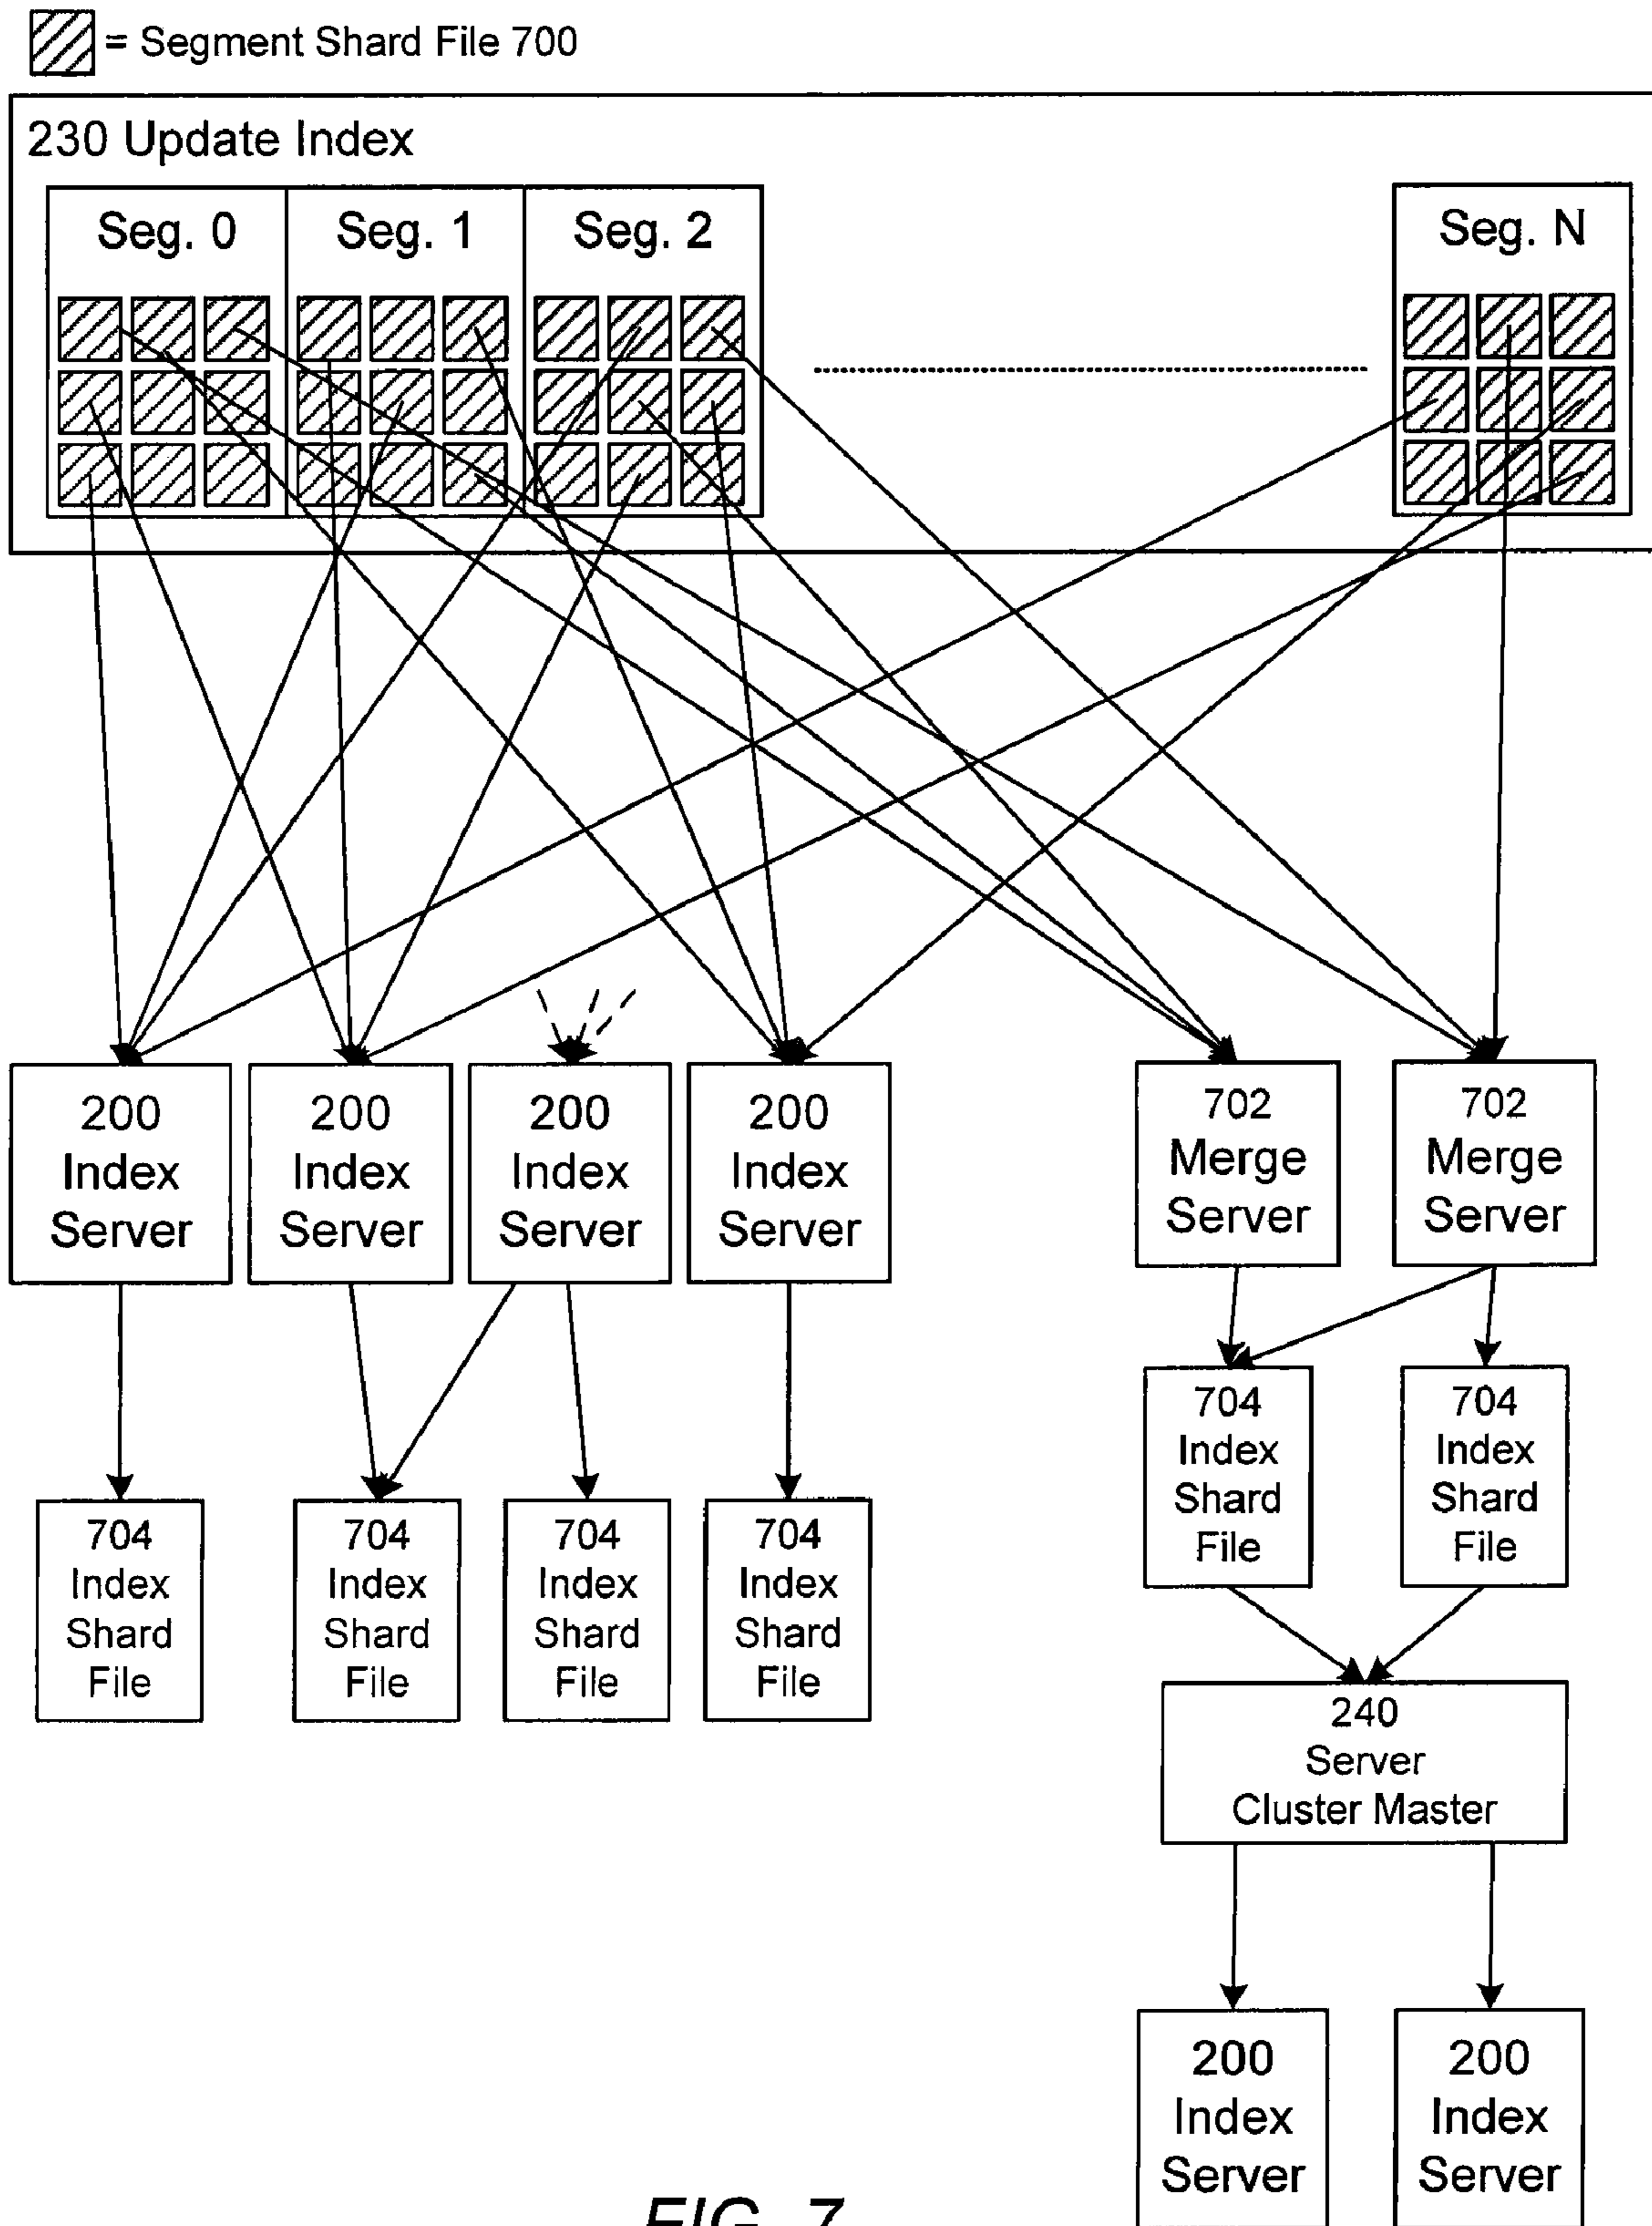 = Segment Shard File 700
230 Update Index
Seg. 0
Seg. 1
Seg. 2
Seg. N
200
Index
Server
200
Index
Server
200
Index
Server
200
Index
Server
702
Merge
Server
702
Merge
Server
704
Index
Shard
File
704
Index
Shard
File
704
Index
Shard
File
704
Index
Shard
File
704
Index
Shard
File
704
Index
Shard
File
240
Server
Cluster Master
200
Index
Server
200
Index
Server
FIG. 7